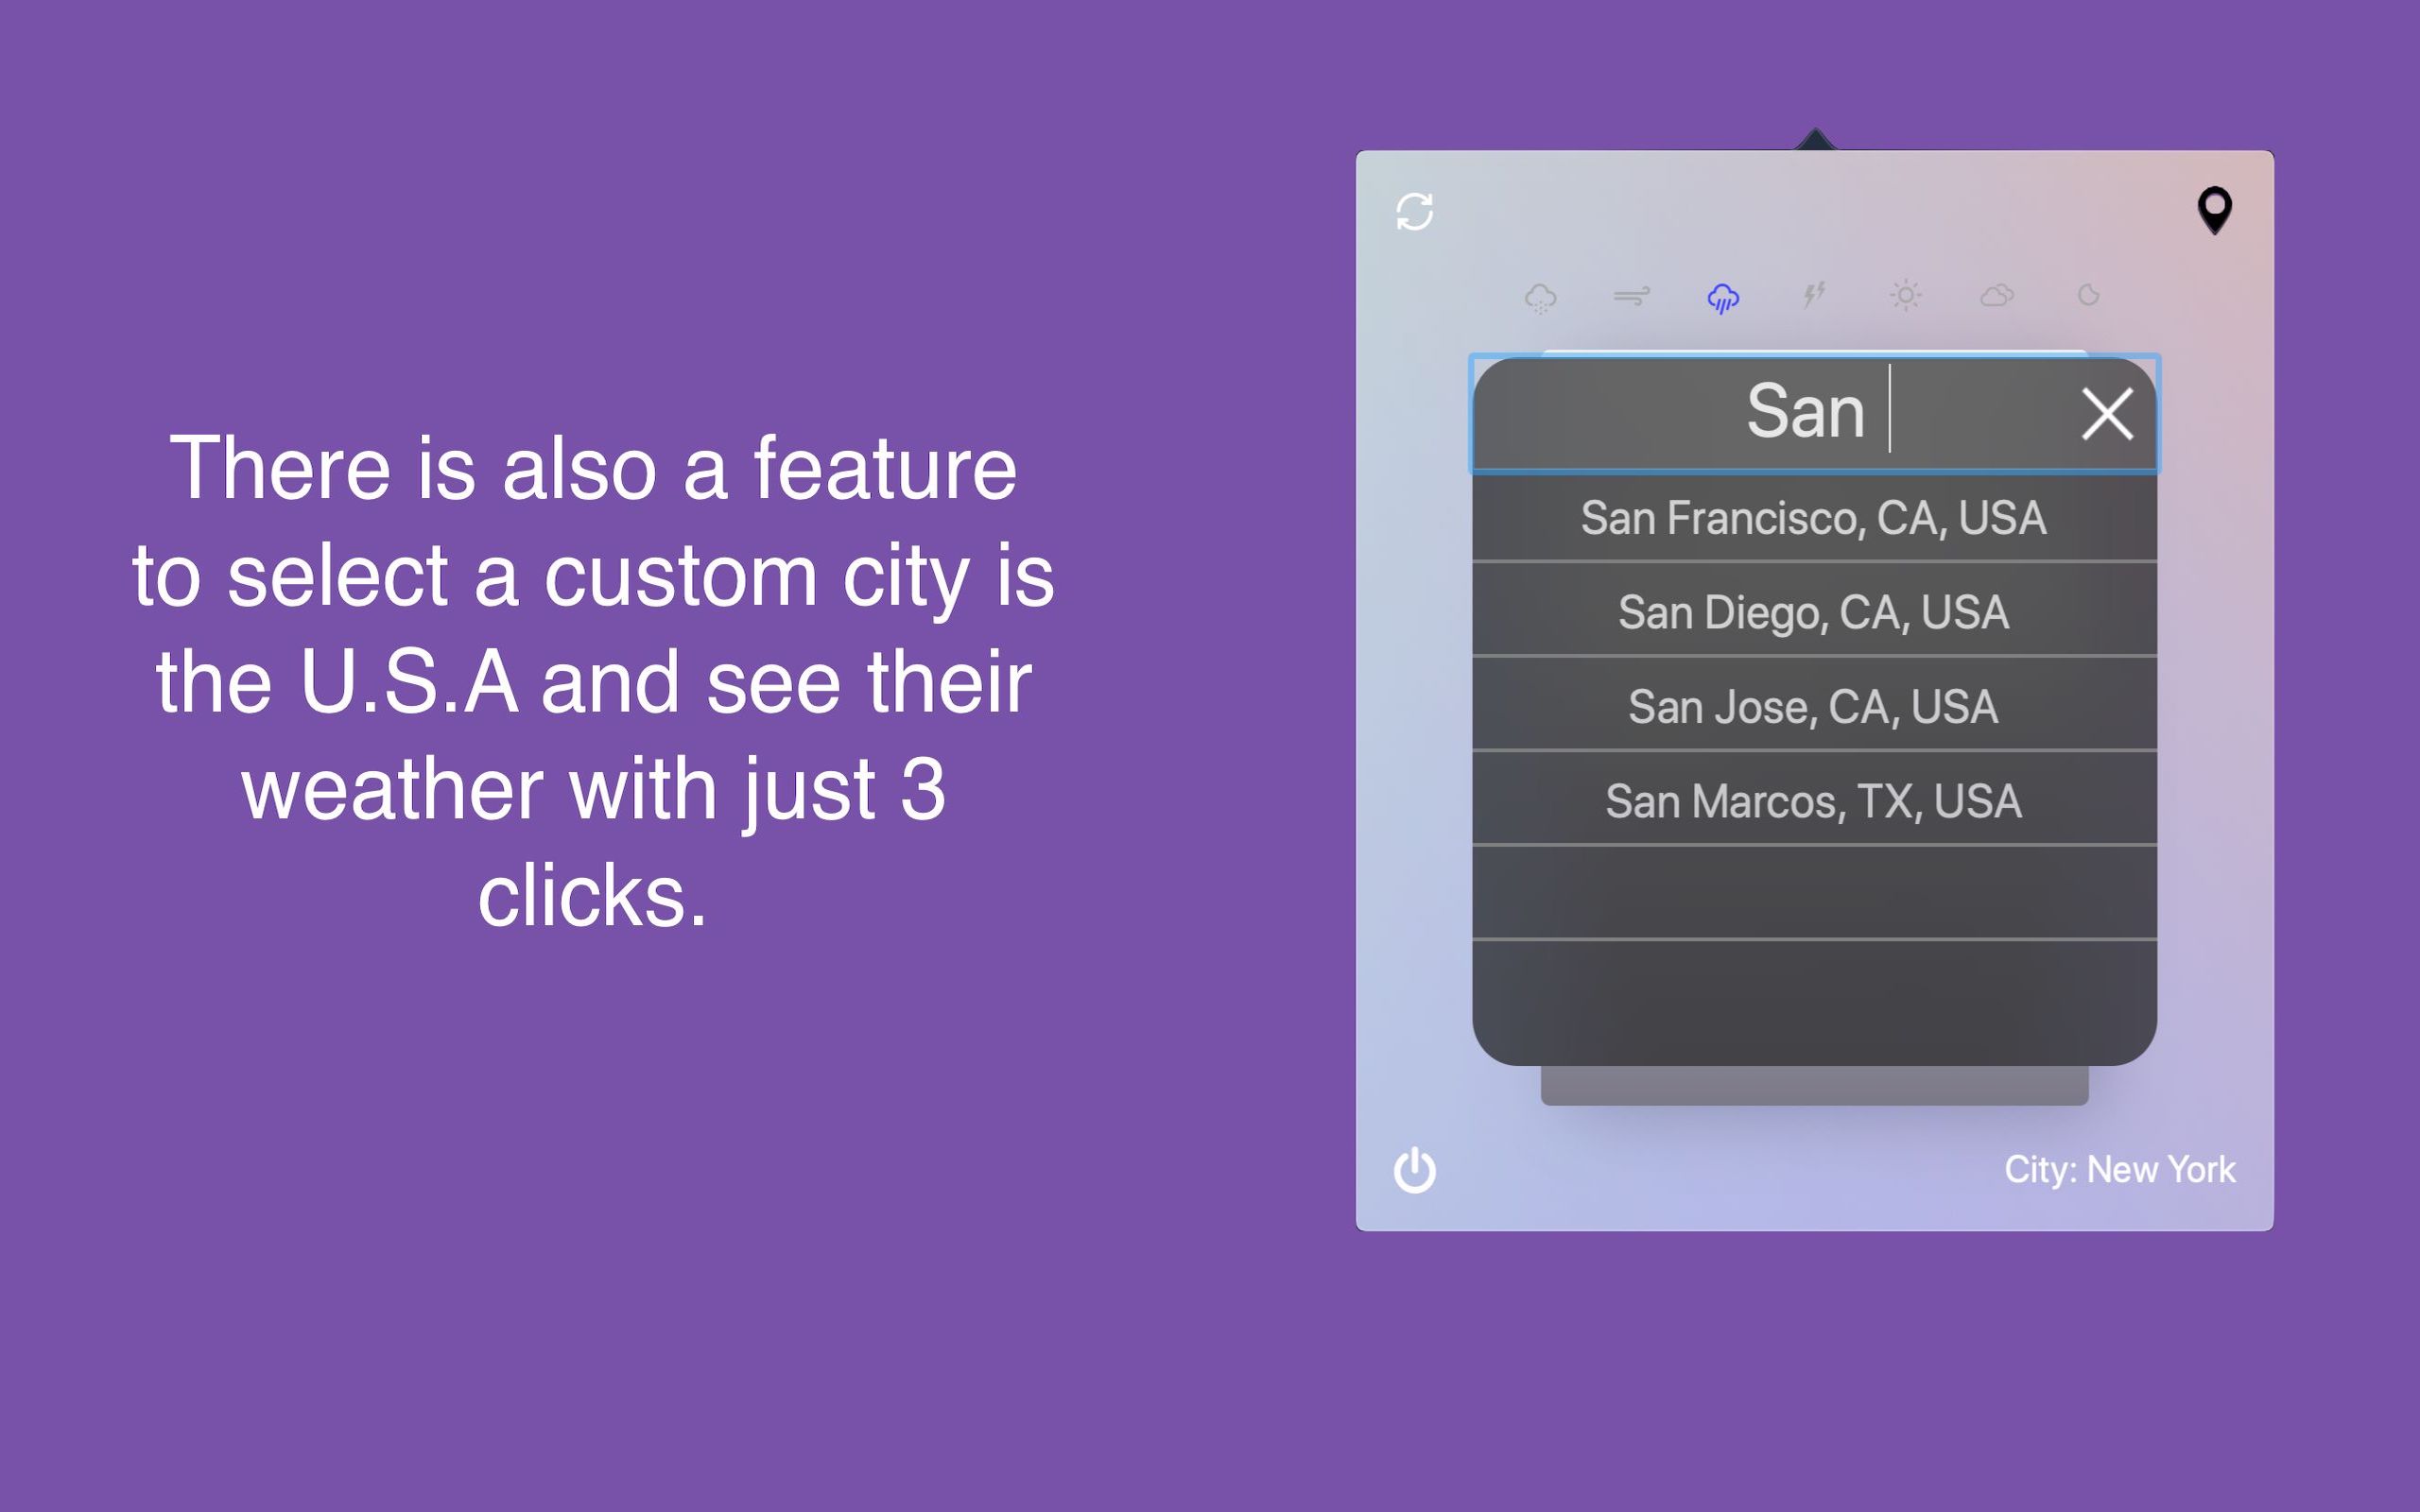 There is also a feature
to select a custom city is
the U.S.A and see their
weather with just 3
clicks.
San
San Francisco, CA, USA
San Diego, CA, USA
San Jose, CA, USA
San Marcos, TX, USA
City: New York